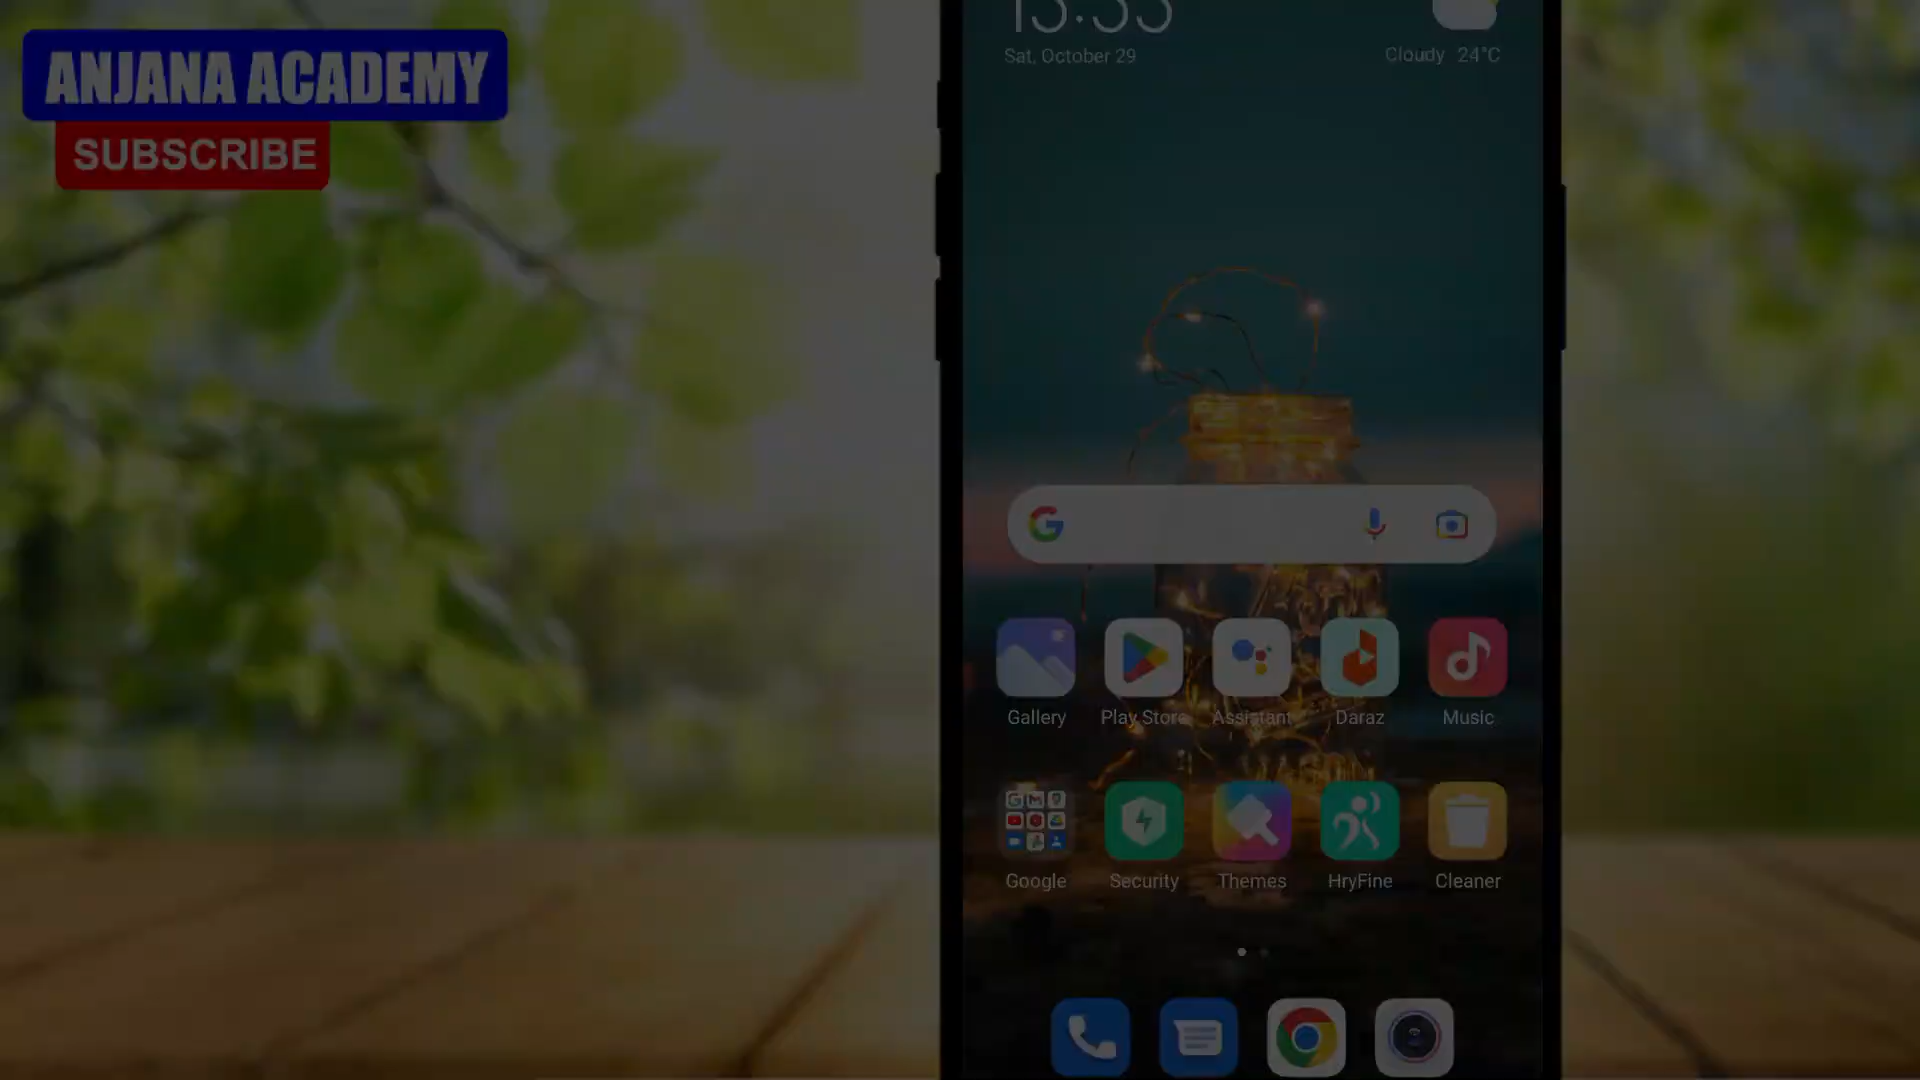 ANJANA ACADEMY
SUBSCRIBE
Sat, October 29
Cloudy 24°C
Gallery
Play Store
Assistant
Daraz
Music
Google
Security
Themes
HryFine
Cleaner